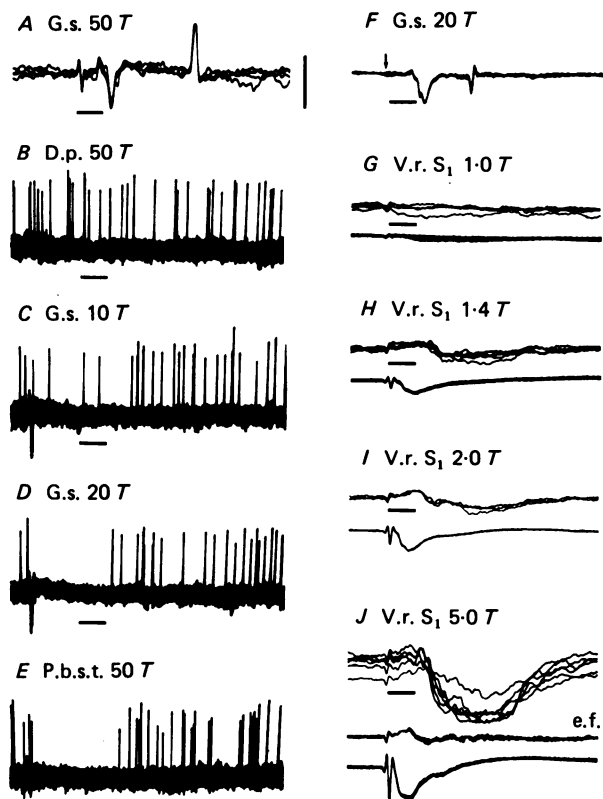 A G.s. 50 T
B D.p. 50 T
C G.s. 10 T
D G.s. 20 T
E P.b.s.t. 50 T
F G.s. 20 T
G V.r. S₁ 1·0 T
H V.r. S₁ 1·4 T
I V.r. S₁ 2·0 T
J V.r. S₁ 5·0 T
e.f.